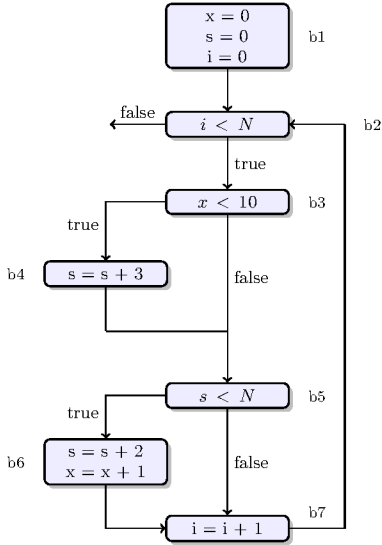 x = 0
s = 0
i = 0
b1
false
i < N
b2
true
x < 10
b3
true
b4
s = s + 3
false
s < N
b5
true
b6
s = s + 2
x = x + 1
false
b7
i = i + 1